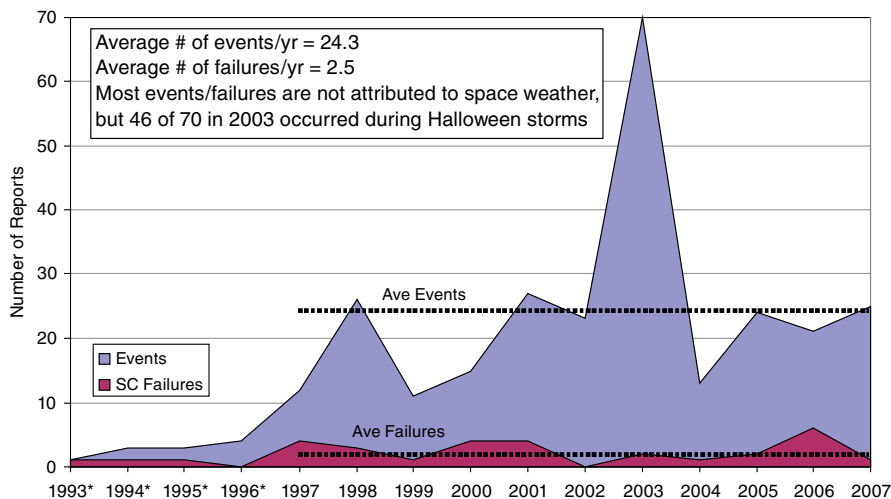 Average # of events/yr = 24.3
Average # of failures/yr = 2.5
Most events/failures are not attributed to space weather,
but 46 of 70 in 2003 occurred during Halloween storms
Number of Reports
70
60
50
40
30
20
10
0
Ave Events
Events
SC Failures
Ave Failures
1993* 1994* 1995* 1996* 1997 1998 1999 2000 2001 2002 2003 2004 2005 2006 2007